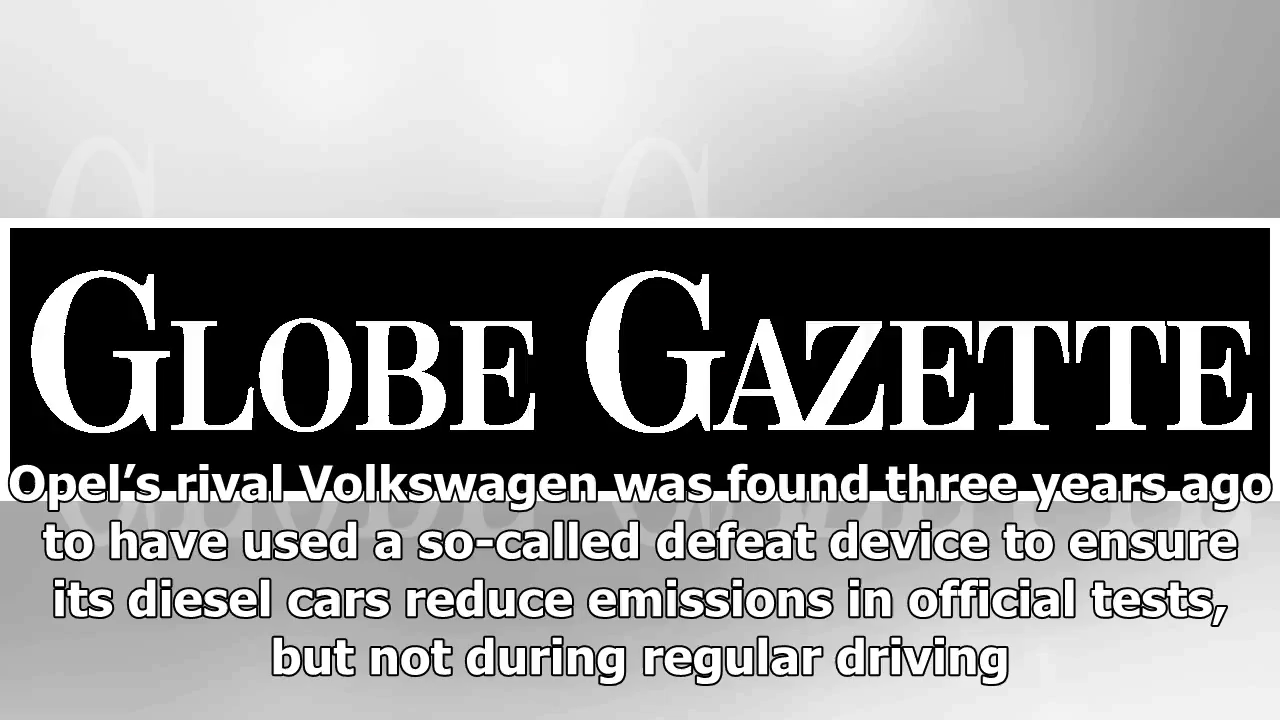 GLOBE GAZETTE
Opel’s rival Volkswagen was found three years ago
to have used a so-called defeat device to ensure
its diesel cars reduce emissions in official tests,
but not during regular driving